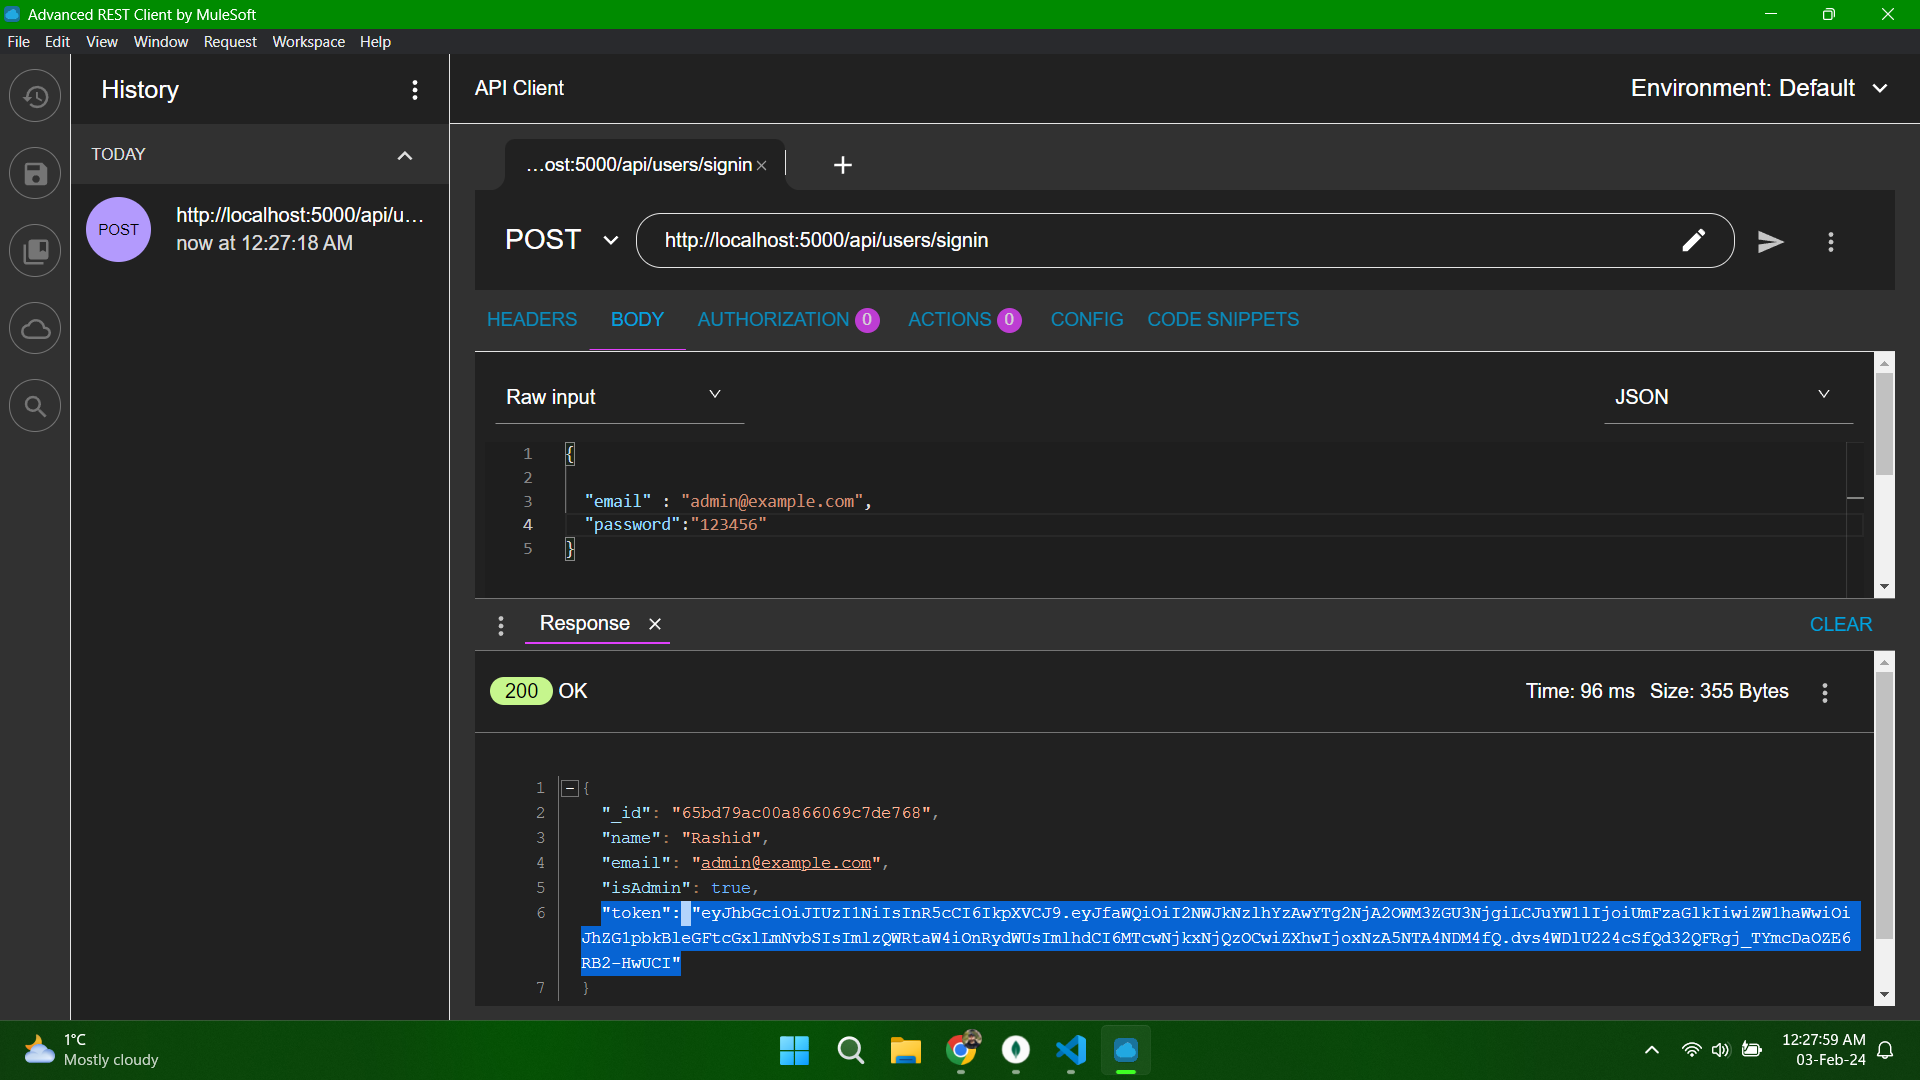 Advanced REST Client by MuleSoft
File Edit View Window Request Workspace Help
History
TODAY
POST
http://localhost:5000/api/u...
now at 12:27:18 AM
API Client
Environment: Default
...ost:5000/api/users/signin
POST
http://localhost:5000/api/users/signin
HEADERS BODY AUTHORIZATION 0 ACTIONS 0 CONFIG CODE SNIPPETS
Raw input
JSON
1 {
2
3 "email" : "admin@example.com",
4 "password":"123456"
5 }
Response
CLEAR
200 OK
Time: 96 ms Size: 355 Bytes
1 {
2 "_id": "65bd79ac00a866069c7de768",
3 "name": "Rashid",
4 "email": "admin@example.com",
5 "isAdmin": true,
6 "token": "eyJhbGciOiJIUzI1NiIsInR5cCI6IkpXVCJ9.eyJfaWQiOiI2NWJkNzlhYzAwYTg2NjA2OWM3ZGU3NjgiLCJuYW1lIjoiUmFzaGlkIiwiZW1haWwiOi
JhZG1pbkBleGFtcGxlLmNvbSIsImlzQWRtaW4iOnRydWUsImlhdCI6MTcwNjkxNjQzOCwiZXhwIjoxNzA5NTA4NDM4fQ.dvs4WDlU224cSfQd32QFRgj_TYmcDaOZE6
RB2-HwUCI"
7 }
1°C
Mostly cloudy
12:27:59 AM
03-Feb-24